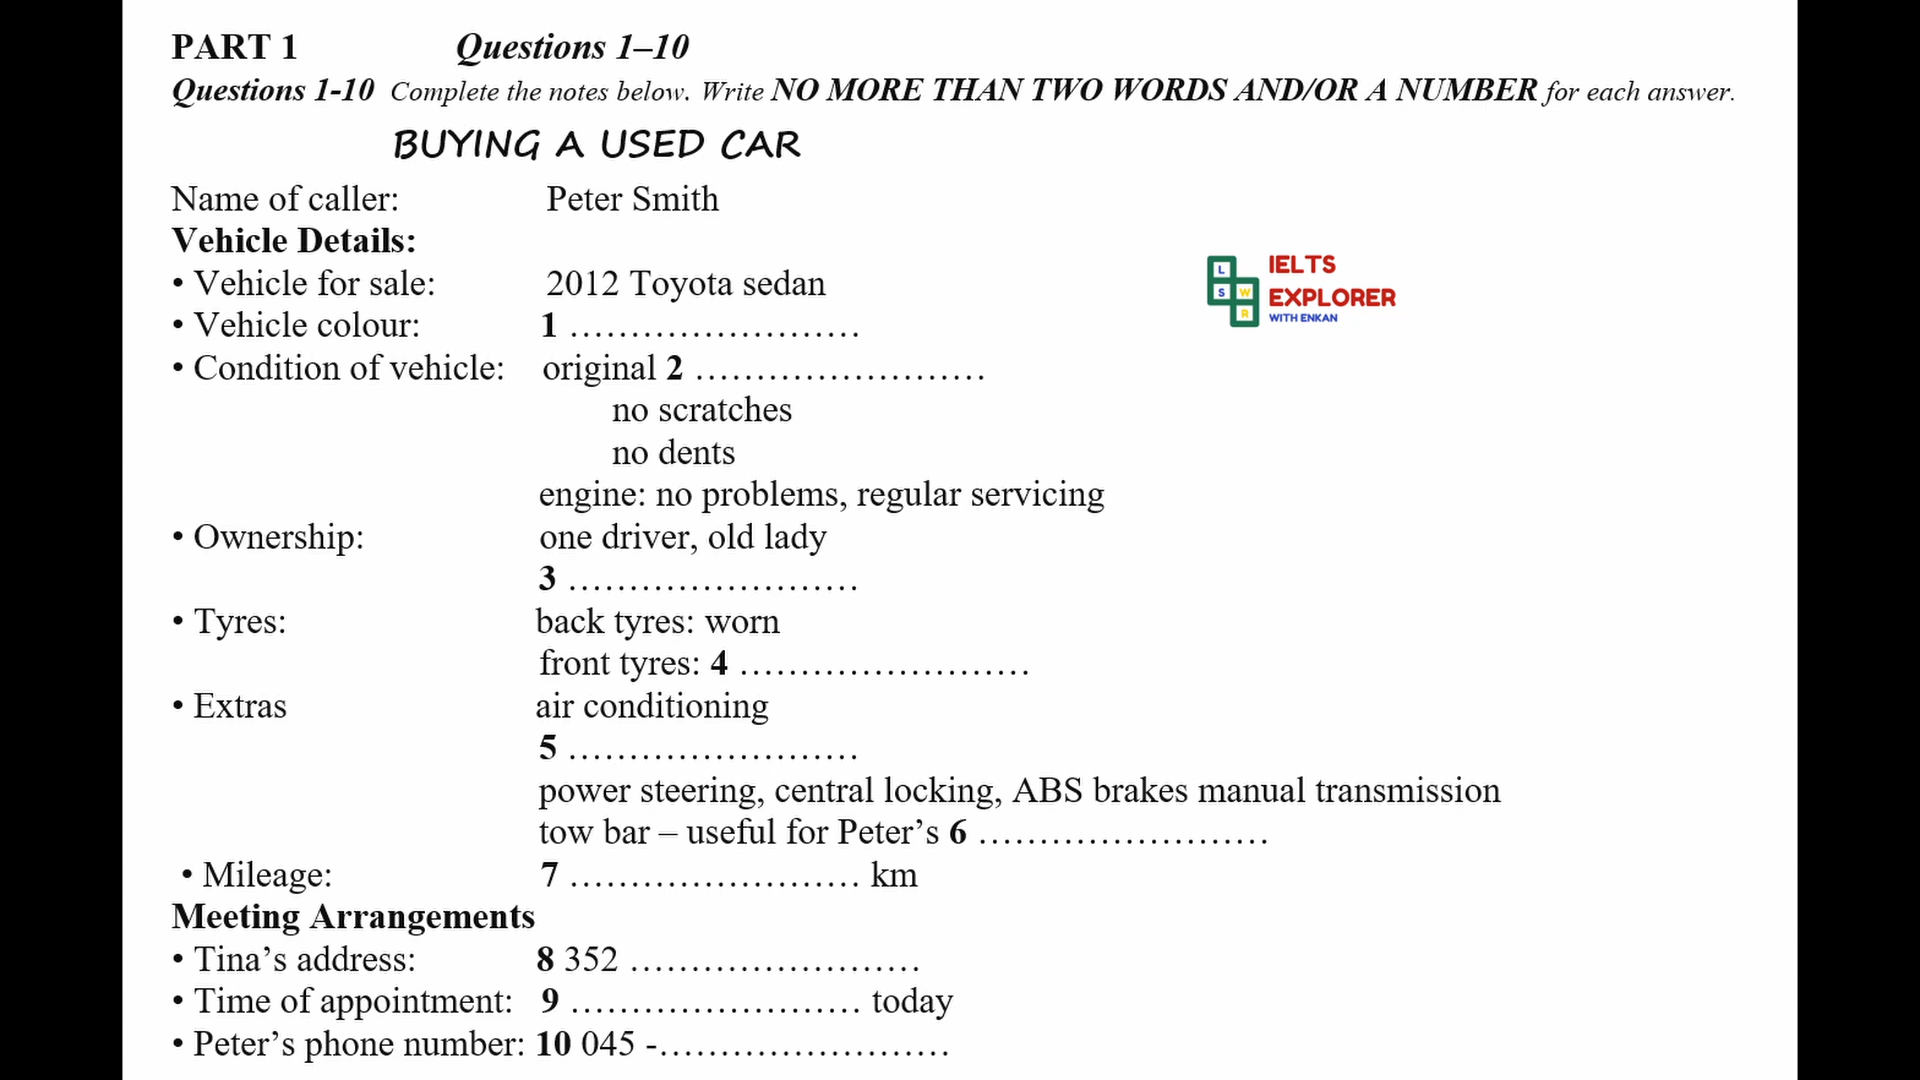 PART 1 Questions 1–10
Questions 1-10 Complete the notes below. Write NO MORE THAN TWO WORDS AND/OR A NUMBER for each answer.
BUYING A USED CAR
Name of caller: Peter Smith
Vehicle Details:
• Vehicle for sale: 2012 Toyota sedan
• Vehicle colour: 1 ……………………
• Condition of vehicle: original 2 ……………………
no scratches
no dents
engine: no problems, regular servicing
• Ownership: one driver, old lady
3 ……………………
• Tyres: back tyres: worn
front tyres: 4 ……………………
• Extras air conditioning
5 ……………………
power steering, central locking, ABS brakes manual transmission
tow bar – useful for Peter’s 6 ……………………
• Mileage: 7 …………………… km
Meeting Arrangements
• Tina’s address: 8 352 ……………………
• Time of appointment: 9 …………………… today
• Peter’s phone number: 10 045 -……………………
L
S W
R
IELTS
EXPLORER
WITH ENKAN